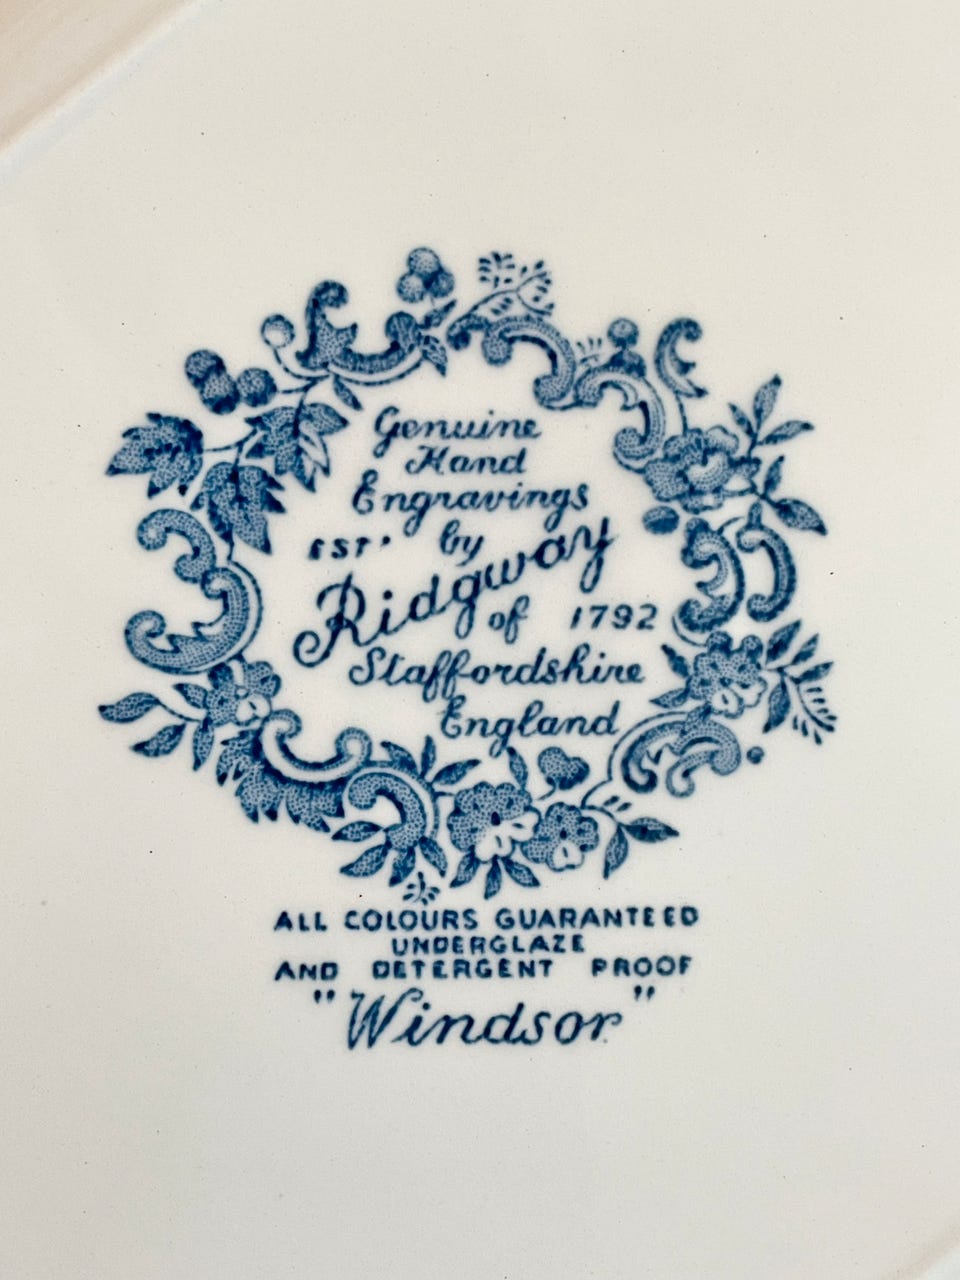 Genuine
Hand
Engravings
EST' by
Ridgway
of 1792
Staffordshire
England
ALL COLOURS GUARANTEED
UNDERGLAZE
AND DETERGENT PROOF
"Windsor"